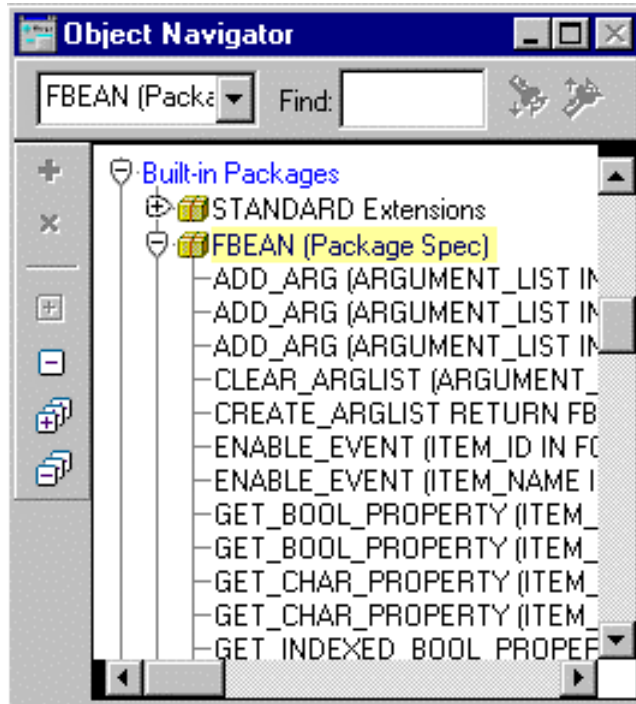 Object Navigator
FBEAN (Packa Find:
Built-in Packages
STANDARD Extensions
FBEAN (Package Spec)
ADD_ARG (ARGUMENT_LIST IN
ADD_ARG (ARGUMENT_LIST IN
ADD_ARG (ARGUMENT_LIST IN
CLEAR_ARGLIST (ARGUMENT_
CREATE_ARGLIST RETURN FB
ENABLE_EVENT (ITEM_ID IN FO
ENABLE_EVENT (ITEM_NAME I
GET_BOOL_PROPERTY (ITEM_
GET_BOOL_PROPERTY (ITEM_
GET_CHAR_PROPERTY (ITEM_
GET_CHAR_PROPERTY (ITEM_
GET_INDEXED_BOOL_PROPER